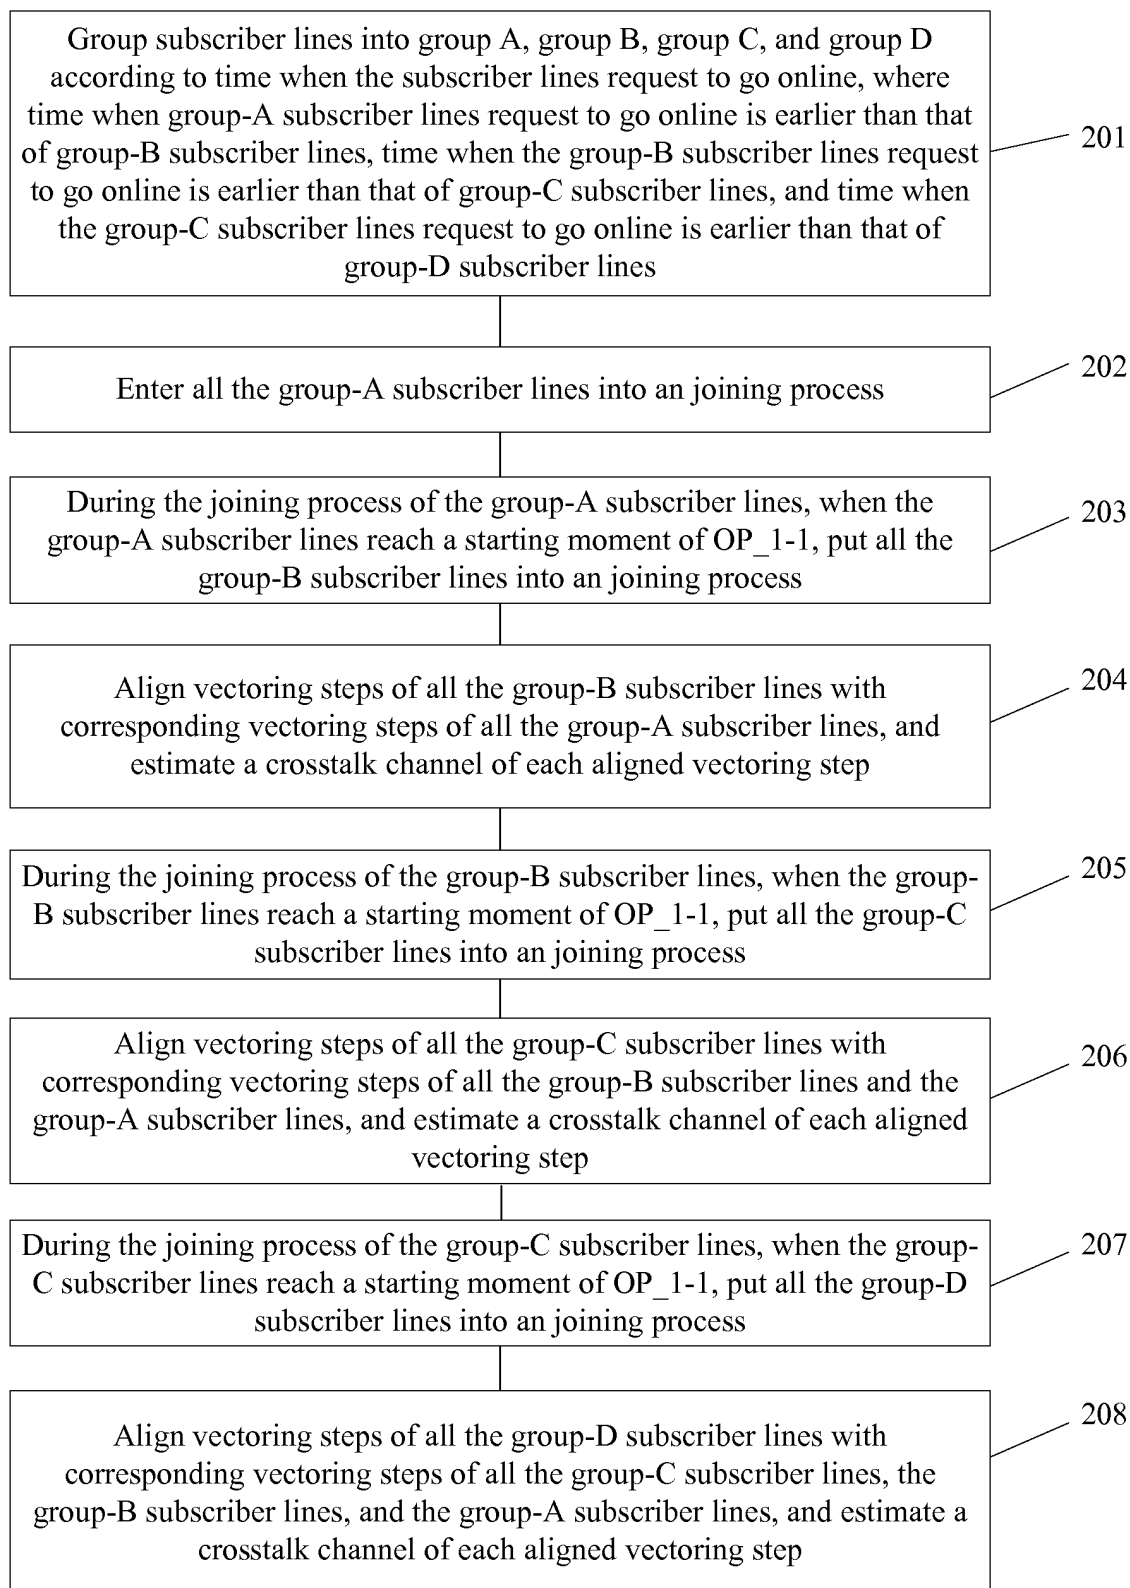 Group subscriber lines into group A, group B, group C, and group D
according to time when the subscriber lines request to go online, where
time when group-A subscriber lines request to go online is earlier than that
of group-B subscriber lines, time when the group-B subscriber lines request
to go online is earlier than that of group-C subscriber lines, and time when
the group-C subscriber lines request to go online is earlier than that of
group-D subscriber lines
201
Enter all the group-A subscriber lines into an joining process
202
During the joining process of the group-A subscriber lines, when the
group-A subscriber lines reach a starting moment of OP_1-1, put all the
group-B subscriber lines into an joining process
203
Align vectoring steps of all the group-B subscriber lines with
corresponding vectoring steps of all the group-A subscriber lines, and
estimate a crosstalk channel of each aligned vectoring step
204
During the joining process of the group-B subscriber lines, when the group-
B subscriber lines reach a starting moment of OP_1-1, put all the group-C
subscriber lines into an joining process
205
Align vectoring steps of all the group-C subscriber lines with
corresponding vectoring steps of all the group-B subscriber lines and the
group-A subscriber lines, and estimate a crosstalk channel of each aligned
vectoring step
206
During the joining process of the group-C subscriber lines, when the group-
C subscriber lines reach a starting moment of OP_1-1, put all the group-D
subscriber lines into an joining process
207
Align vectoring steps of all the group-D subscriber lines with
corresponding vectoring steps of all the group-C subscriber lines, the
group-B subscriber lines, and the group-A subscriber lines, and estimate a
crosstalk channel of each aligned vectoring step
208